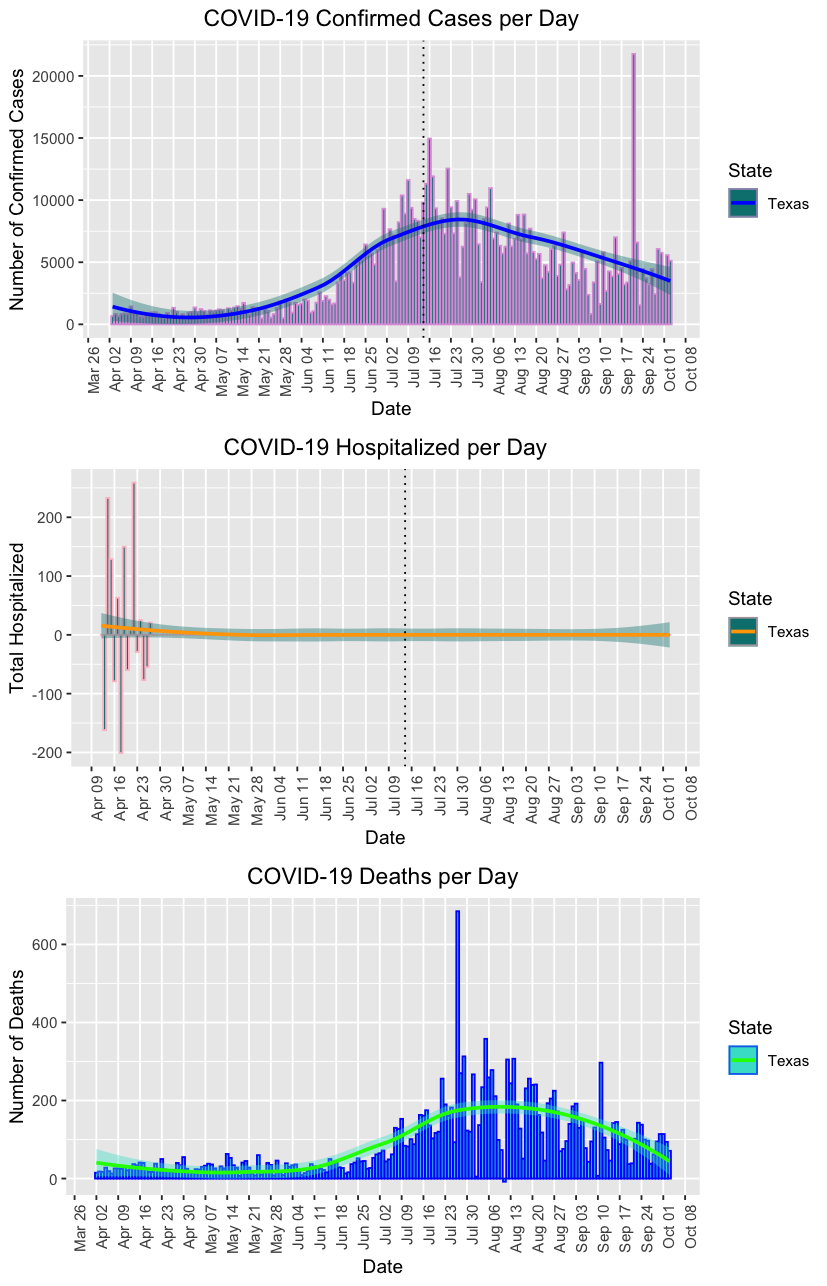 COVID-19 Confirmed Cases per Day
Number of Confirmed Cases
20000
15000
10000
5000
0
Mar 26
Apr 02
Apr 09
Apr 16
Apr 23
Apr 30
May 07
May 14
May 21
May 28
Jun 04
Jun 11
Jun 18
Jun 25
Jul 02
Jul 09
Jul 16
Jul 23
Jul 30
Aug 06
Aug 13
Aug 20
Aug 27
Sep 03
Sep 10
Sep 17
Sep 24
Oct 01
Oct 08
Date
State
Texas
COVID-19 Hospitalized per Day
Total Hospitalized
200
100
0
-100
-200
Apr 09
Apr 16
Apr 23
Apr 30
May 07
May 14
May 21
May 28
Jun 04
Jun 11
Jun 18
Jun 25
Jul 02
Jul 09
Jul 16
Jul 23
Jul 30
Aug 06
Aug 13
Aug 20
Aug 27
Sep 03
Sep 10
Sep 17
Sep 24
Oct 01
Oct 08
Date
State
Texas
COVID-19 Deaths per Day
Number of Deaths
600
400
200
0
Mar 26
Apr 02
Apr 09
Apr 16
Apr 23
Apr 30
May 07
May 14
May 21
May 28
Jun 04
Jun 11
Jun 18
Jun 25
Jul 02
Jul 09
Jul 16
Jul 23
Jul 30
Aug 06
Aug 13
Aug 20
Aug 27
Sep 03
Sep 10
Sep 17
Sep 24
Oct 01
Oct 08
Date
State
Texas